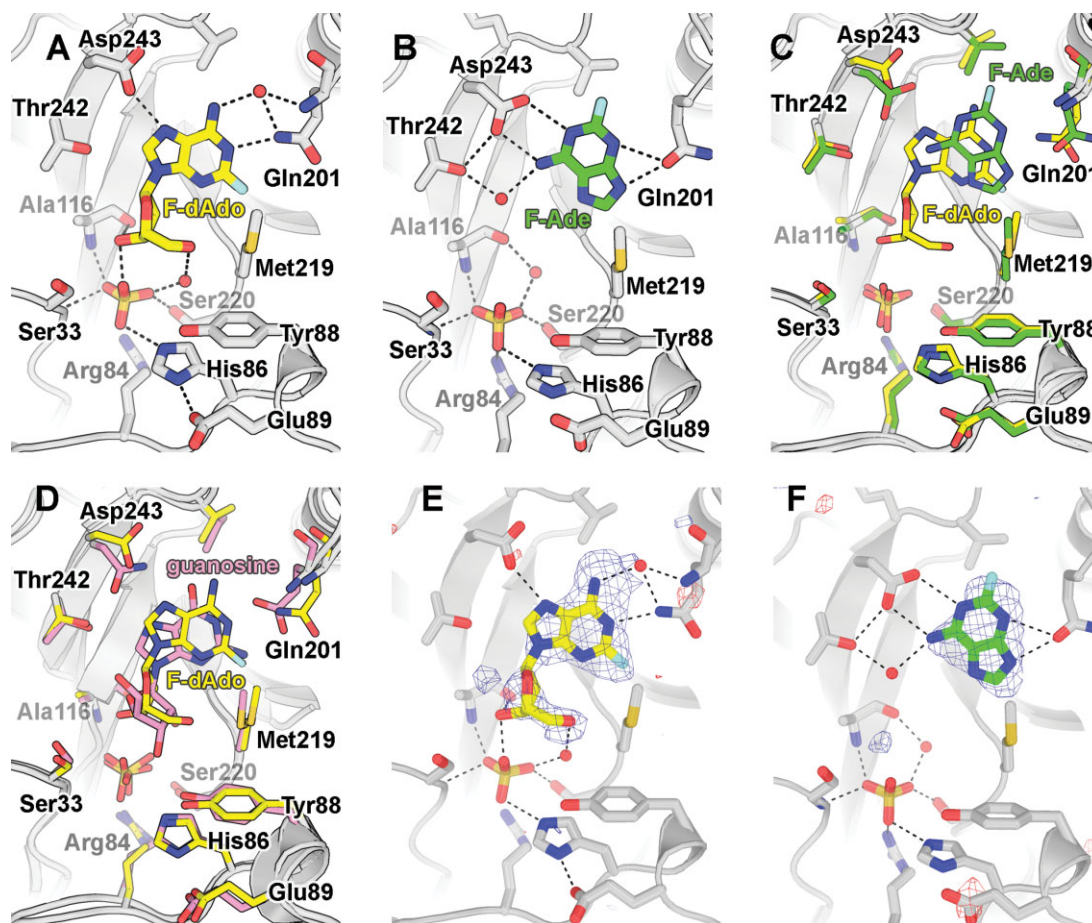 A
Asp243
Thr242
Gln201
Ala116
F-dAdo
Met219
Ser220
Ser33
Tyr88
Arg84
His86
Glu89
B
Asp243
Thr242
Gln201
Ala116
F-Ade
Met219
Ser220
Ser33
Tyr88
Arg84
His86
Glu89
C
Asp243
F-Ade
Thr242
Gln201
Ala116
F-dAdo
Met219
Ser220
Ser33
Tyr88
Arg84
His86
Glu89
D
Asp243
guanosine
Thr242
Gln201
Ala116
F-dAdo
Met219
Ser220
Ser33
Tyr88
Arg84
His86
Glu89
E
F